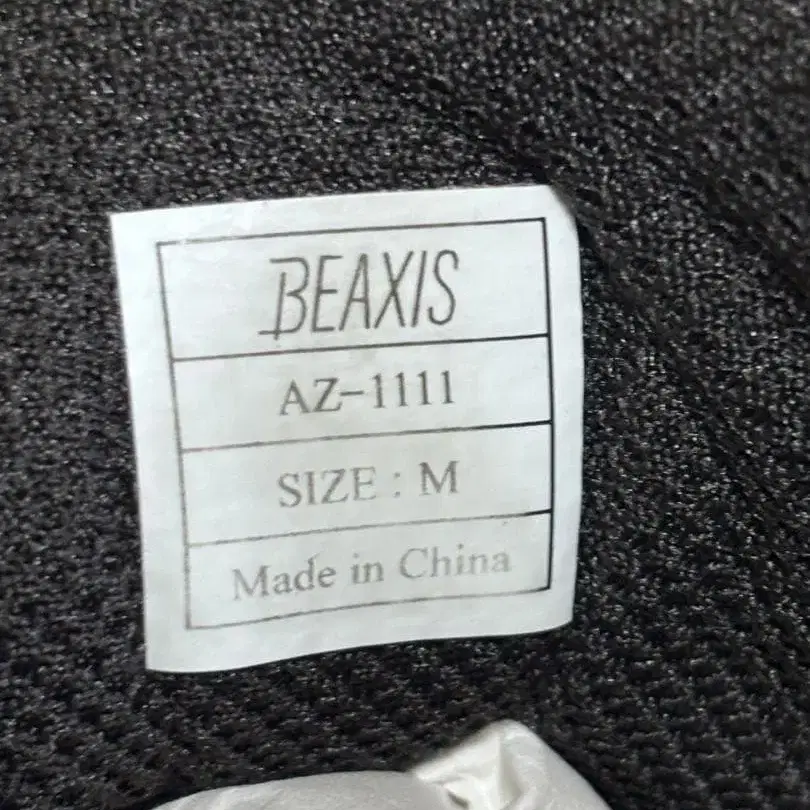 BEAXIS
AZ-1111
SIZE : M
Made in China